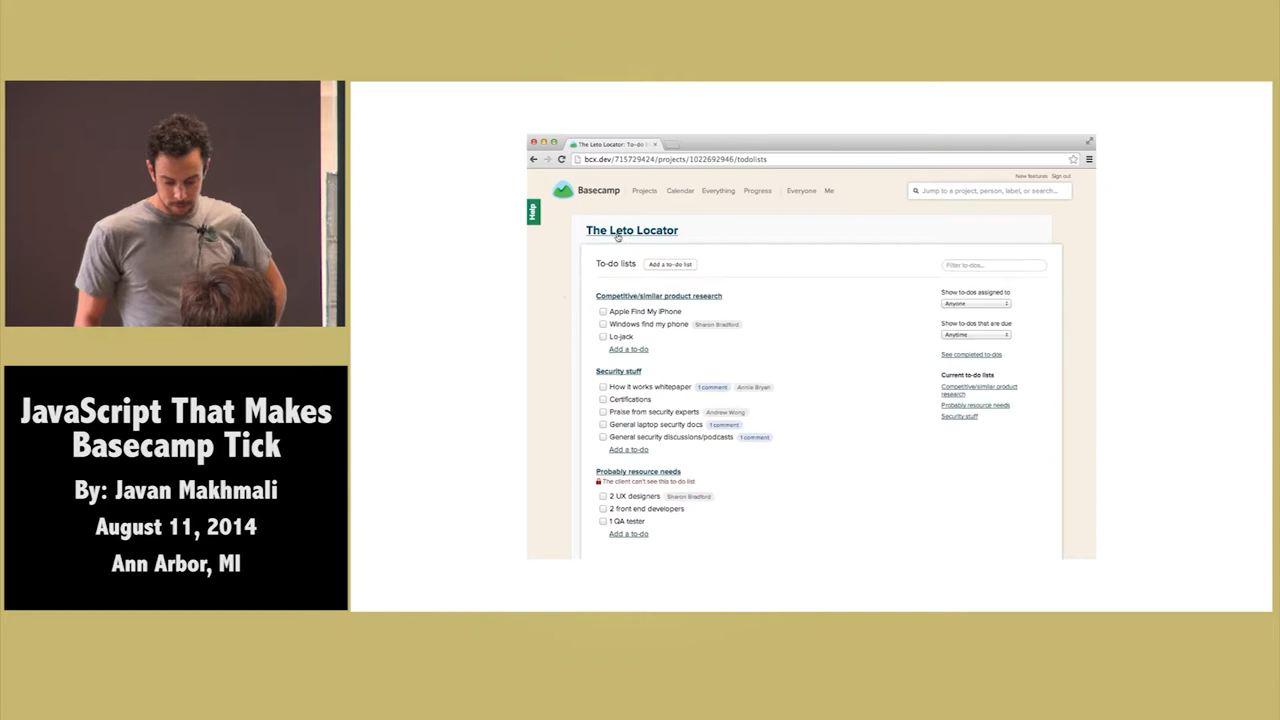 JavaScript That Makes
Basecamp Tick
By: Javan Makhmali
August 11, 2014
Ann Arbor, MI
The Leto Locator: To-do
bcx.dev/715729424/projects/1022692946/todolists
New features Sign out
Basecamp Projects Calendar Everything Progress Everyone Me
Jump to a project, person, label, or search...
Help
The Leto Locator
To-do lists Add a to-do list
Filter to-dos...
Competitive/similar product research
Apple Find My iPhone
Windows find my phone Sharon Bradford
Lo-jack
Add a to-do
Security stuff
How it works whitepaper 1 comment Annie Bryan
Certifications
Praise from security experts Andrew Wong
General laptop security docs 1 comment
General security discussions/podcasts 1 comment
Add a to-do
Probably resource needs
The client can't see this to-do list
2 UX designers Sharon Bradford
2 front end developers
1 QA tester
Add a to-do
Show to-dos assigned to
Anyone
Show to-dos that are due
Anytime
See completed to-dos
Current to-do lists
Competitive/similar product
research
Probably resource needs
Security stuff